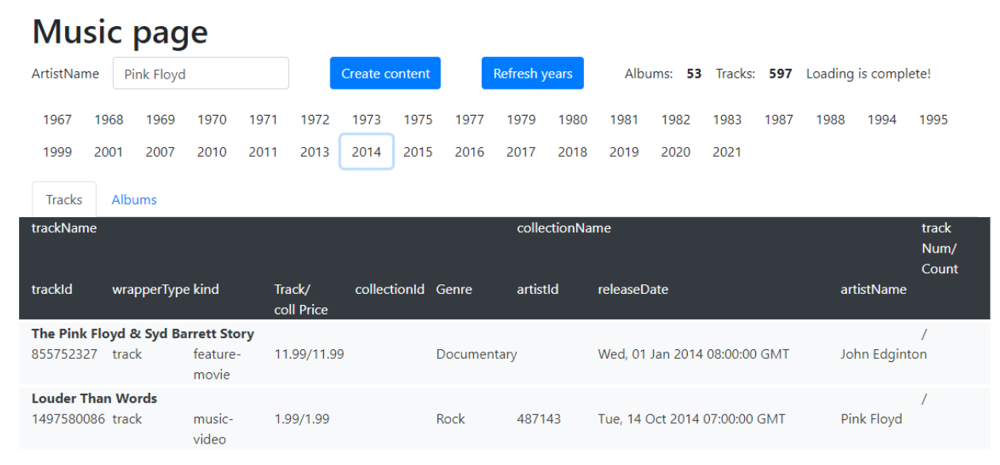 Music page
ArtistName Pink Floyd Create content Refresh years Albums: 53 Tracks: 597 Loading is complete!
1967 1968 1969 1970 1971 1972 1973 1975 1977 1979 1980 1981 1982 1983 1987 1988 1994 1995
1999 2001 2007 2010 2011 2013 2014 2015 2016 2017 2018 2019 2020 2021
Tracks Albums
trackName collectionName track
Num/
Count
trackId wrapperType kind Track/ collectionId Genre artistId releaseDate artistName
coll Price
The Pink Floyd & Syd Barrett Story /
855752327 track feature- 11.99/11.99 Documentary Wed, 01 Jan 2014 08:00:00 GMT John Edginton
movie
Louder Than Words /
1497580086 track music- 1.99/1.99 Rock 487143 Tue, 14 Oct 2014 07:00:00 GMT Pink Floyd
video